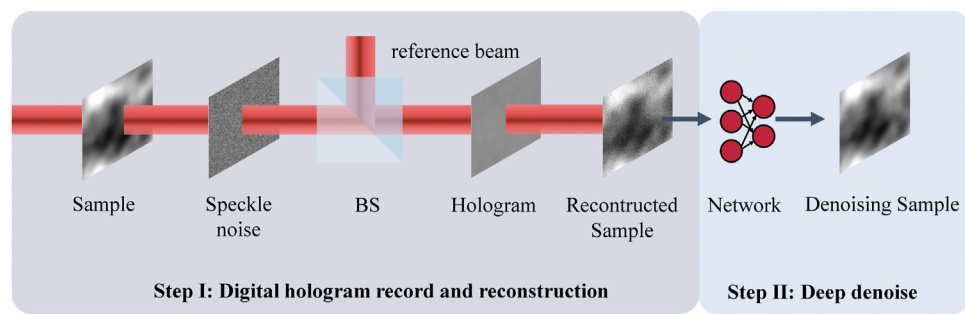 reference beam
Sample
Speckle
noise
BS
Hologram
Recontructed
Sample
Network
Denoising Sample
Step I: Digital hologram record and reconstruction
Step II: Deep denoise